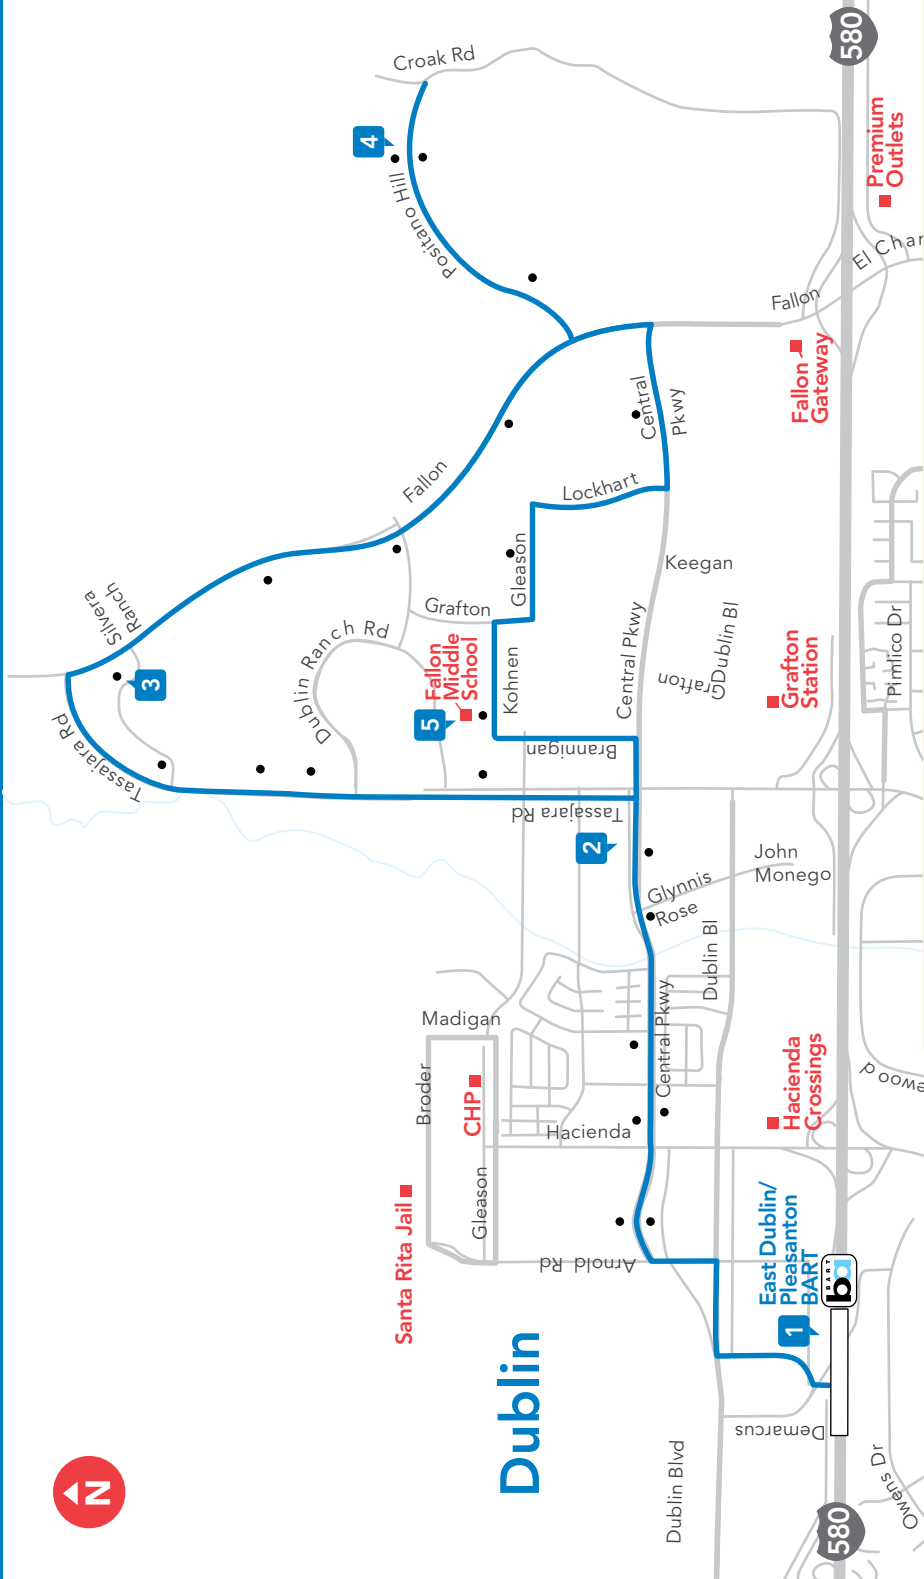 N
Dublin
Santa Rita Jail
Broder
Madigan
CHP
Gleason
Arnold Rd
Hacienda
Central Pkwy
Tassajara Rd
3
Silvera
Ranch
Dublin Ranch Rd
4
Croak Rd
Positano Hill
Fallon
Grafton
5
Fallon
Middle
School
Kohnen
Gleason
Brannigan
Tassajara Rd
2
Lockhart
Central
Pkwy
Central Pkwy
Keegan
Glynnis
Rose
Grafton
Dublin Bl
Dublin Bl
John
Monego
Dublin Blvd
Demarcus
1
East Dublin/
Pleasanton
BART
BART
ba
Hacienda
Crossings
Grafton
Station
Fallon
Gateway
Fallon
Premium
Outlets
El Char
580
580
Owens Dr
ewood
Pimlico Dr